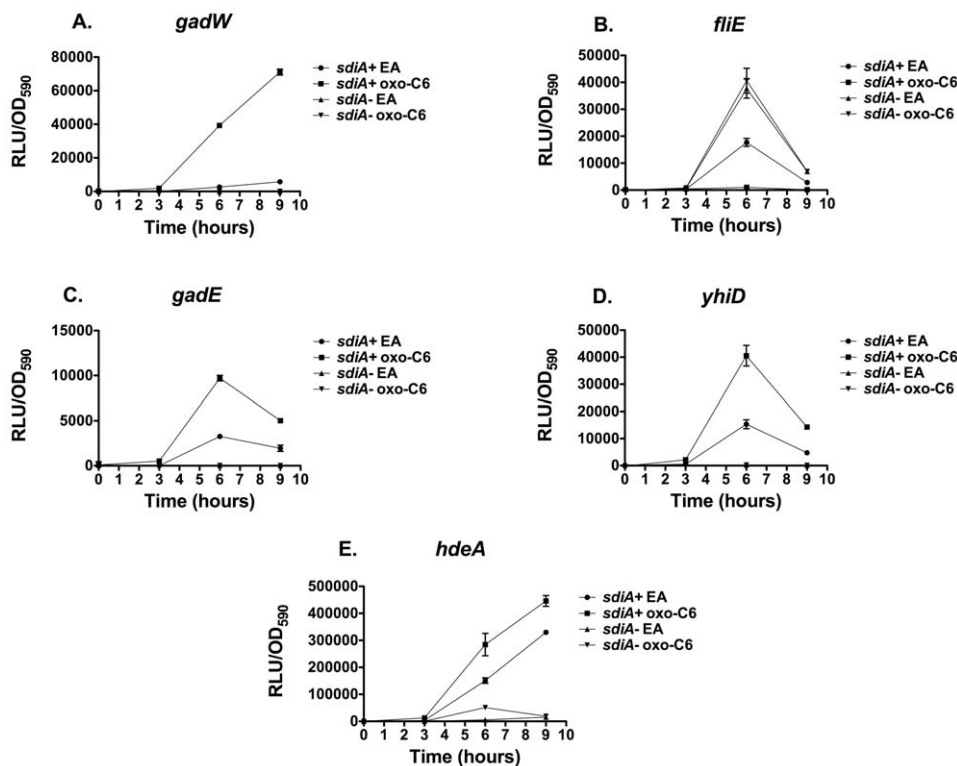 A. gadW
80000
60000
40000
20000
0
RLU/OD590
0 1 2 3 4 5 6 7 8 9 10
Time (hours)
sdiA+ EA
sdiA+ oxo-C6
sdiA- EA
sdiA- oxo-C6
B. fliE
50000
40000
30000
20000
10000
0
RLU/OD590
0 1 2 3 4 5 6 7 8 9 10
Time (hours)
sdiA+ EA
sdiA+ oxo-C6
sdiA- EA
sdiA- oxo-C6
C. gadE
15000
10000
5000
0
RLU/OD590
0 1 2 3 4 5 6 7 8 9 10
Time (hours)
sdiA+ EA
sdiA+ oxo-C6
sdiA- EA
sdiA- oxo-C6
D. yhiD
50000
40000
30000
20000
10000
0
RLU/OD590
0 1 2 3 4 5 6 7 8 9 10
Time (hours)
sdiA+ EA
sdiA+ oxo-C6
sdiA- EA
sdiA- oxo-C6
E. hdeA
500000
400000
300000
200000
100000
0
RLU/OD590
0 1 2 3 4 5 6 7 8 9 10
Time (hours)
sdiA+ EA
sdiA+ oxo-C6
sdiA- EA
sdiA- oxo-C6